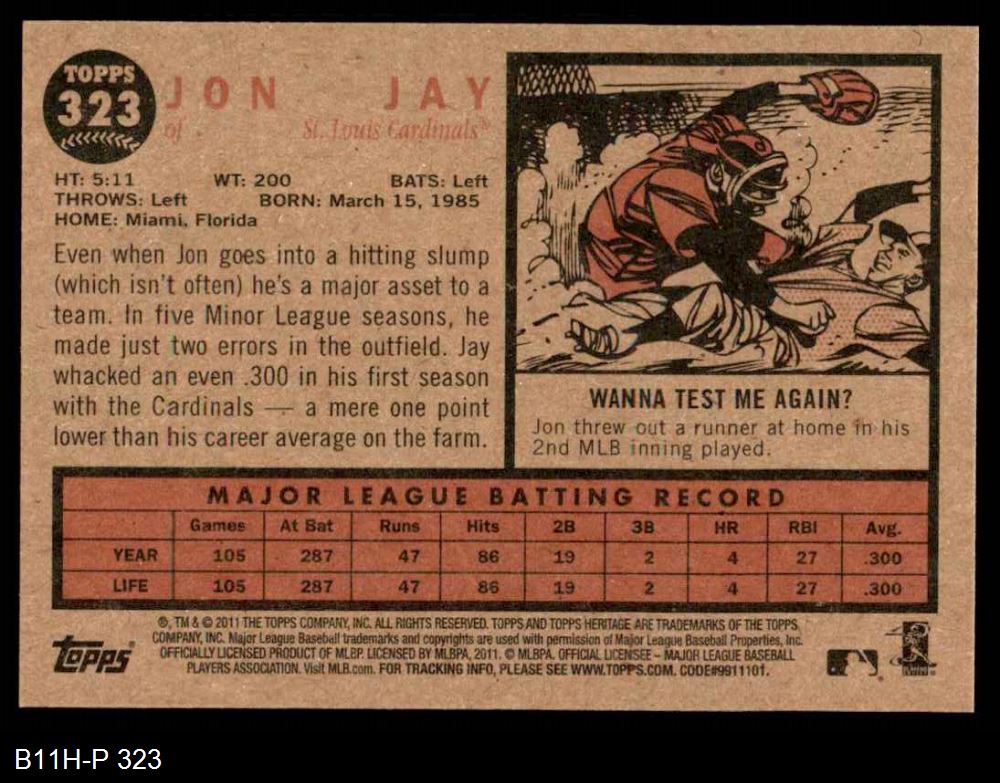 TOPPS
323
JON JAY
of St. Louis Cardinals™
HT: 5:11 WT: 200 BATS: Left
THROWS: Left BORN: March 15, 1985
HOME: Miami, Florida
Even when Jon goes into a hitting slump
(which isn't often) he's a major asset to a
team. In five Minor League seasons, he
made just two errors in the outfield. Jay
whacked an even .300 in his first season
with the Cardinals — a mere one point
lower than his career average on the farm.
WANNA TEST ME AGAIN?
Jon threw out a runner at home in his
2nd MLB inning played.
MAJOR LEAGUE BATTING RECORD
Games At Bat Runs Hits 2B 3B HR RBI Avg.
YEAR 105 287 47 86 19 2 4 27 .300
LIFE 105 287 47 86 19 2 4 27 .300
®, TM & © 2011 THE TOPPS COMPANY, INC. ALL RIGHTS RESERVED. TOPPS AND TOPPS HERITAGE ARE TRADEMARKS OF THE TOPPS
COMPANY, INC. Major League Baseball trademarks and copyrights are used with permission of Major League Baseball Properties, Inc.
OFFICIALLY LICENSED PRODUCT OF MLBP. LICENSED BY MLBPA, 2011. © MLBPA. OFFICIAL LICENSEE – MAJOR LEAGUE BASEBALL
PLAYERS ASSOCIATION. Visit MLB.com. FOR TRACKING INFO, PLEASE SEE WWW.TOPPS.COM. CODE#9911101.
Topps
B11H-P 323